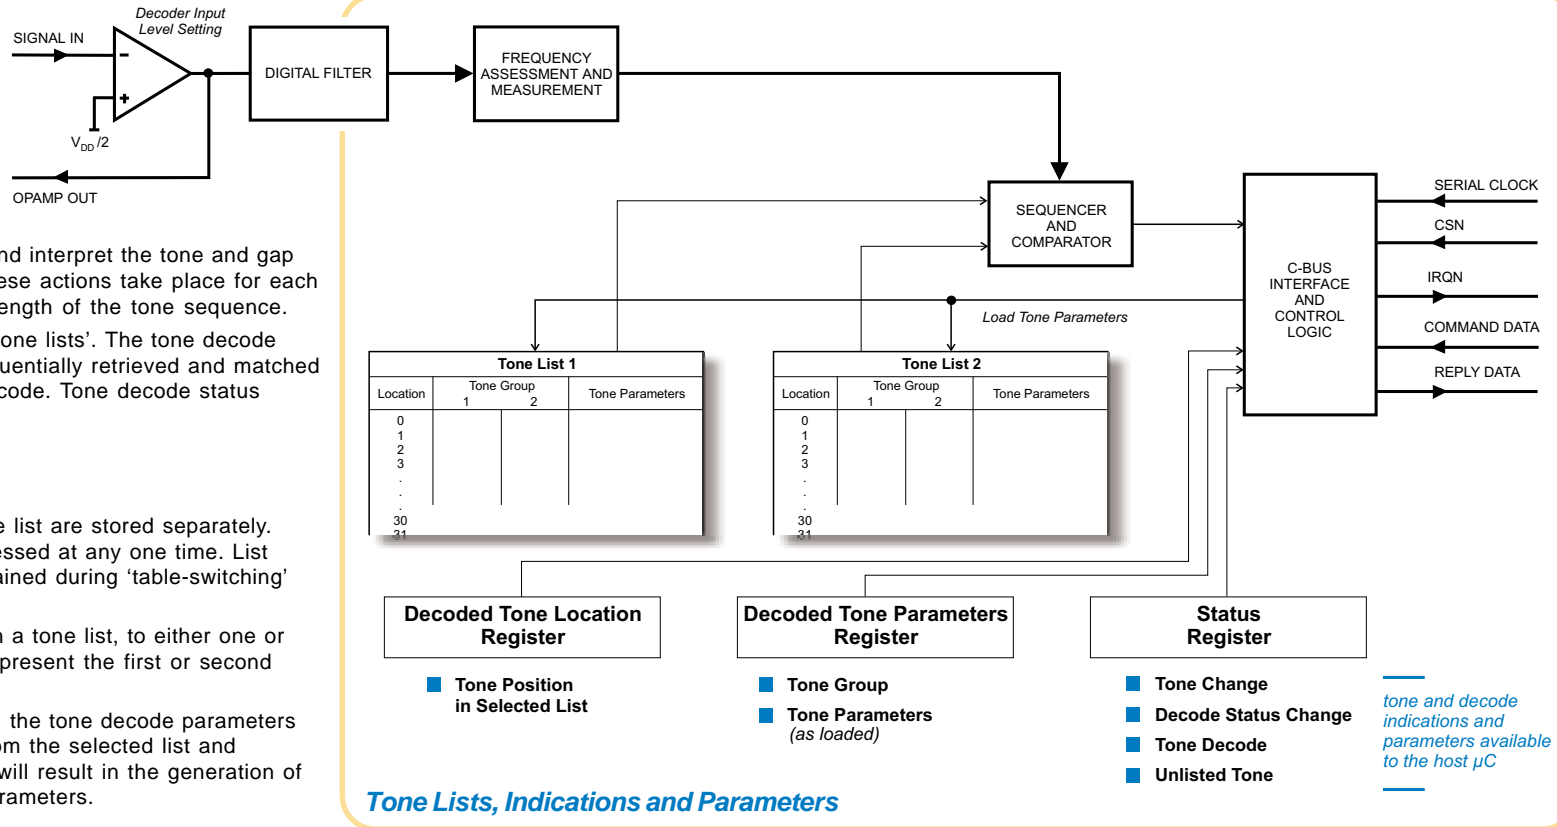 Decoder Input
Level Setting
SIGNAL IN
−
+
VDD /2
OPAMP OUT
DIGITAL FILTER
FREQUENCY
ASSESSMENT AND
MEASUREMENT
SEQUENCER
AND
COMPARATOR
C-BUS
INTERFACE
AND
CONTROL
LOGIC
SERIAL CLOCK
CSN
IRQN
COMMAND DATA
REPLY DATA
Load Tone Parameters
nd interpret the tone and gap
ese actions take place for each
ength of the tone sequence.
one lists’. The tone decode
uentially retrieved and matched
code. Tone decode status
e list are stored separately.
essed at any one time. List
ained during ‘table-switching’
n a tone list, to either one or
present the first or second
the tone decode parameters
om the selected list and
will result in the generation of
rameters.
Tone List 1
Location
Tone Group
1 2
Tone Parameters
0
1
2
3
.
.
.
30
31
Tone List 2
Location
Tone Group
1 2
Tone Parameters
0
1
2
3
.
.
.
30
31
Decoded Tone Location
Register
Tone Position
in Selected List
Decoded Tone Parameters
Register
Tone Group
Tone Parameters
(as loaded)
Status
Register
Tone Change
Decode Status Change
Tone Decode
Unlisted Tone
tone and decode
indications and
parameters available
to the host µC
Tone Lists, Indications and Parameters